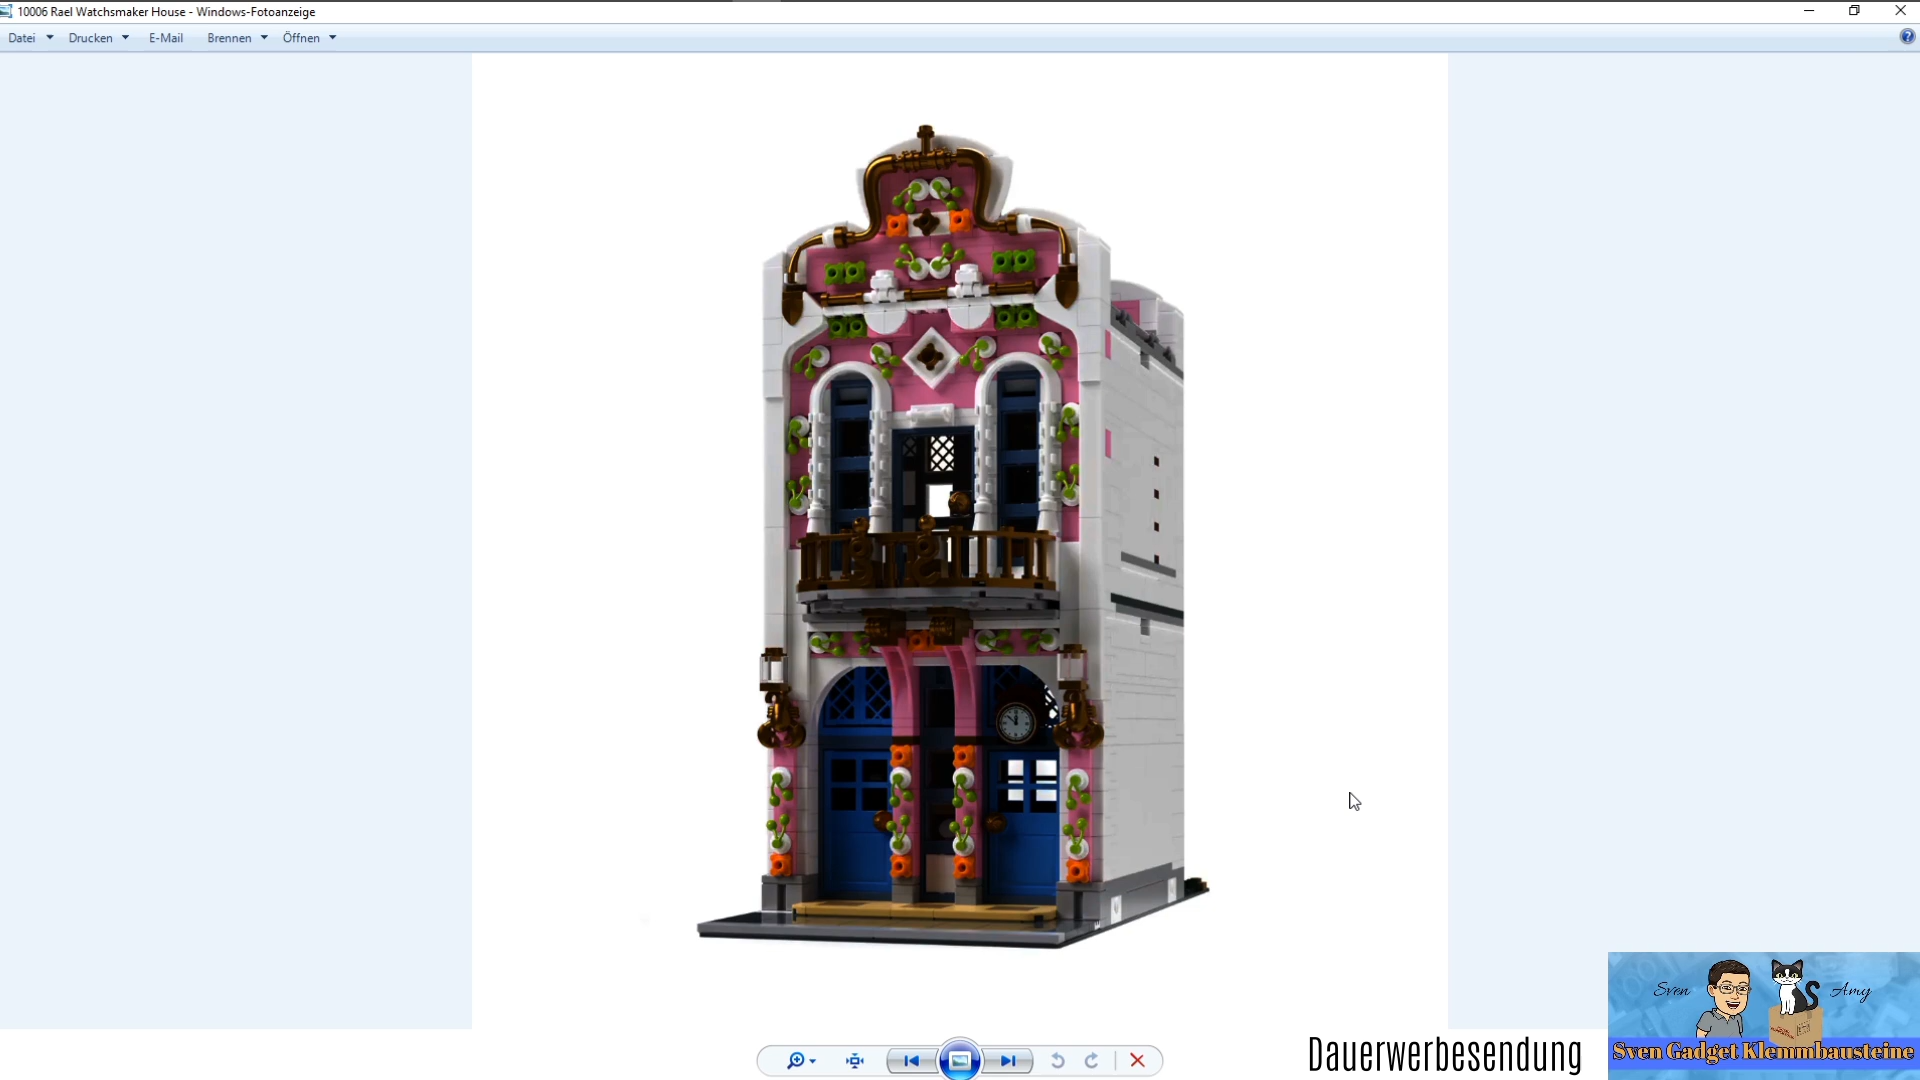 10006 Rael Watchsmaker House - Windows-Fotoanzeige
Datei Drucken E-Mail Brennen Öffnen
Dauerwerbesendung
Sven Amy
Sven Gadget Klemmbausteine